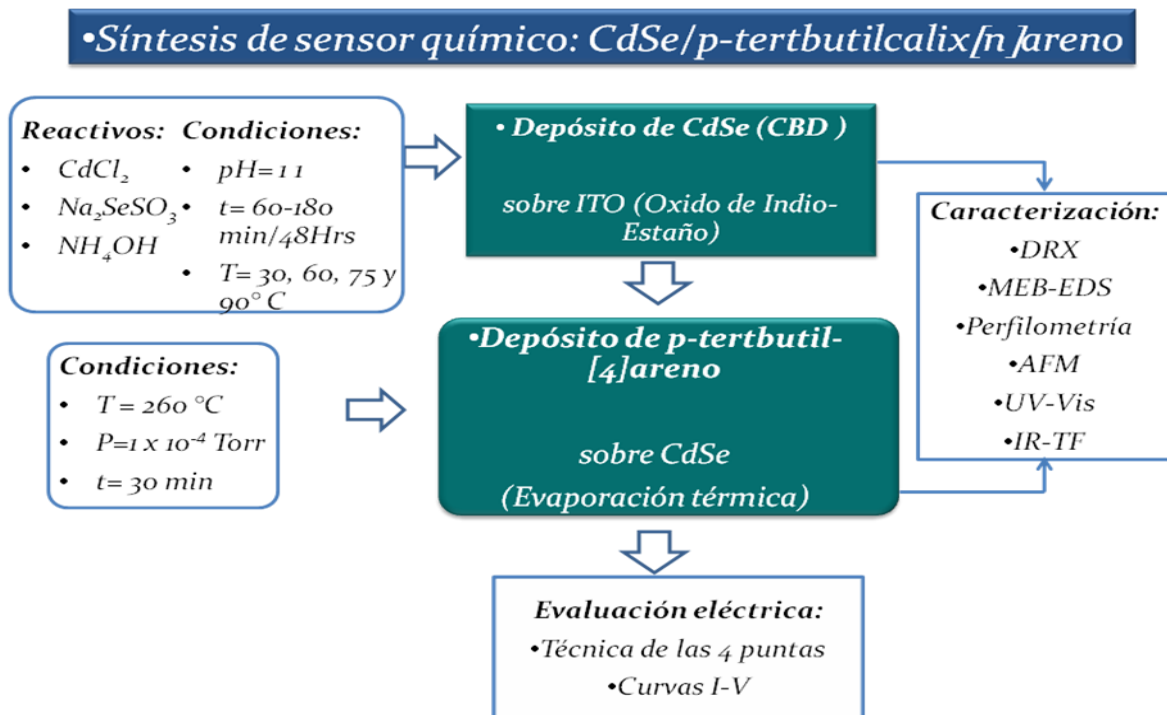 •Síntesis de sensor químico: CdSe/p-tertbutilcalix[n]areno
Reactivos:
• CdCl₂
• Na₂SeSO₃
• NH₄OH
Condiciones:
• pH=11
• t= 60-180
min/48Hrs
• T= 30, 60, 75 y
90° C
• Depósito de CdSe (CBD )
sobre ITO (Oxido de Indio-
Estaño)
Condiciones:
• T = 260 °C
• P=1 x 10⁻⁴ Torr
• t= 30 min
•Depósito de p-tertbutil-
[4]areno
sobre CdSe
(Evaporación térmica)
Caracterización:
•DRX
•MEB-EDS
•Perfilometría
•AFM
•UV-Vis
•IR-TF
Evaluación eléctrica:
•Técnica de las 4 puntas
•Curvas I-V